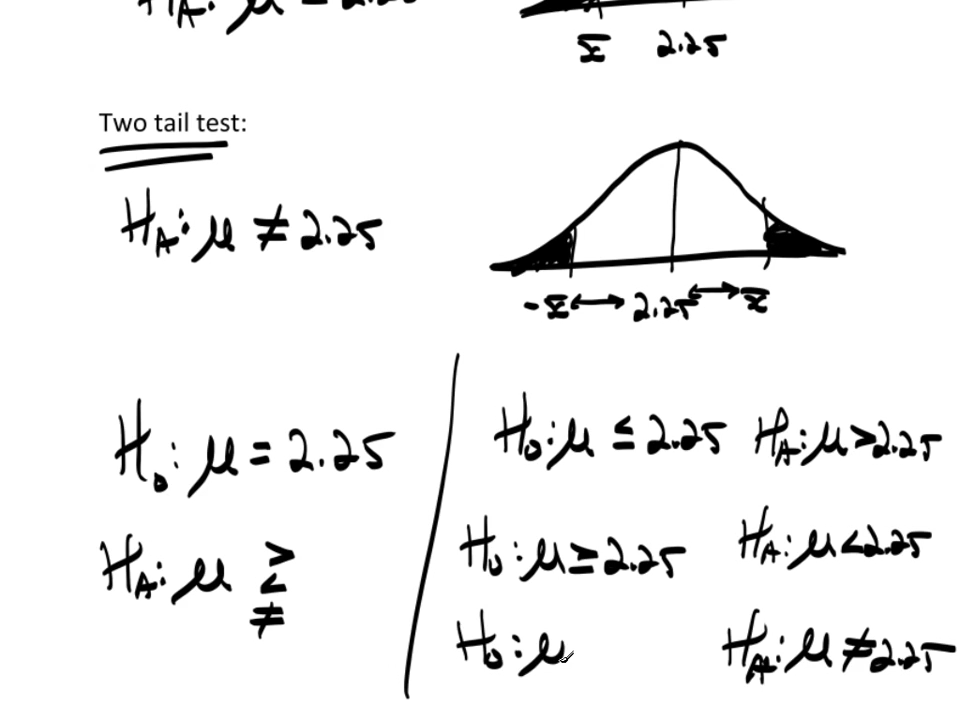 x̄ 2.25
Two tail test:
H_A: μ ≠ 2.25
-x̄ ↔ 2.25 ↔ x̄
H₀: μ = 2.25
H_A: μ > < ≠
H₀: μ ≤ 2.25 H_A: μ > 2.25
H₀: μ ≥ 2.25 H_A: μ < 2.25
H₀: μ H_A: μ ≠ 2.25